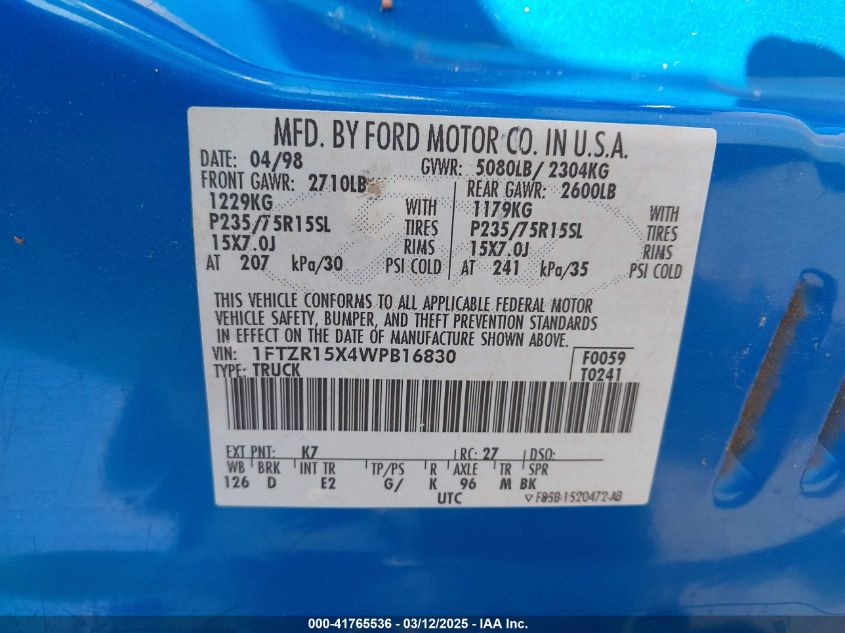 MFD. BY FORD MOTOR CO. IN U.S.A.
DATE: 04/98 GVWR: 5080LB/ 2304KG
FRONT GAWR: 2710LB REAR GAWR: 2600LB
1229KG WITH 1179KG WITH
P235/75R15SL TIRES P235/75R15SL TIRES
15X7.0J RIMS 15X7.0J RIMS
AT 207 kPa/30 PSI COLD AT 241 kPa/35 PSI COLD
THIS VEHICLE CONFORMS TO ALL APPLICABLE FEDERAL MOTOR
VEHICLE SAFETY, BUMPER, AND THEFT PREVENTION STANDARDS
IN EFFECT ON THE DATE OF MANUFACTURE SHOWN ABOVE.
VIN: 1FTZR15X4WPB16830 F0059
TYPE: TRUCK T0241
EXT PNT: K7 RC: 27 DSO:
WB BRK INT TR TP/PS R AXLE TR SPR
126 D E2 G/ K 96 M BK
UTC F85B-1520472-AB
000-41765536 - 03/12/2025 - IAA Inc.